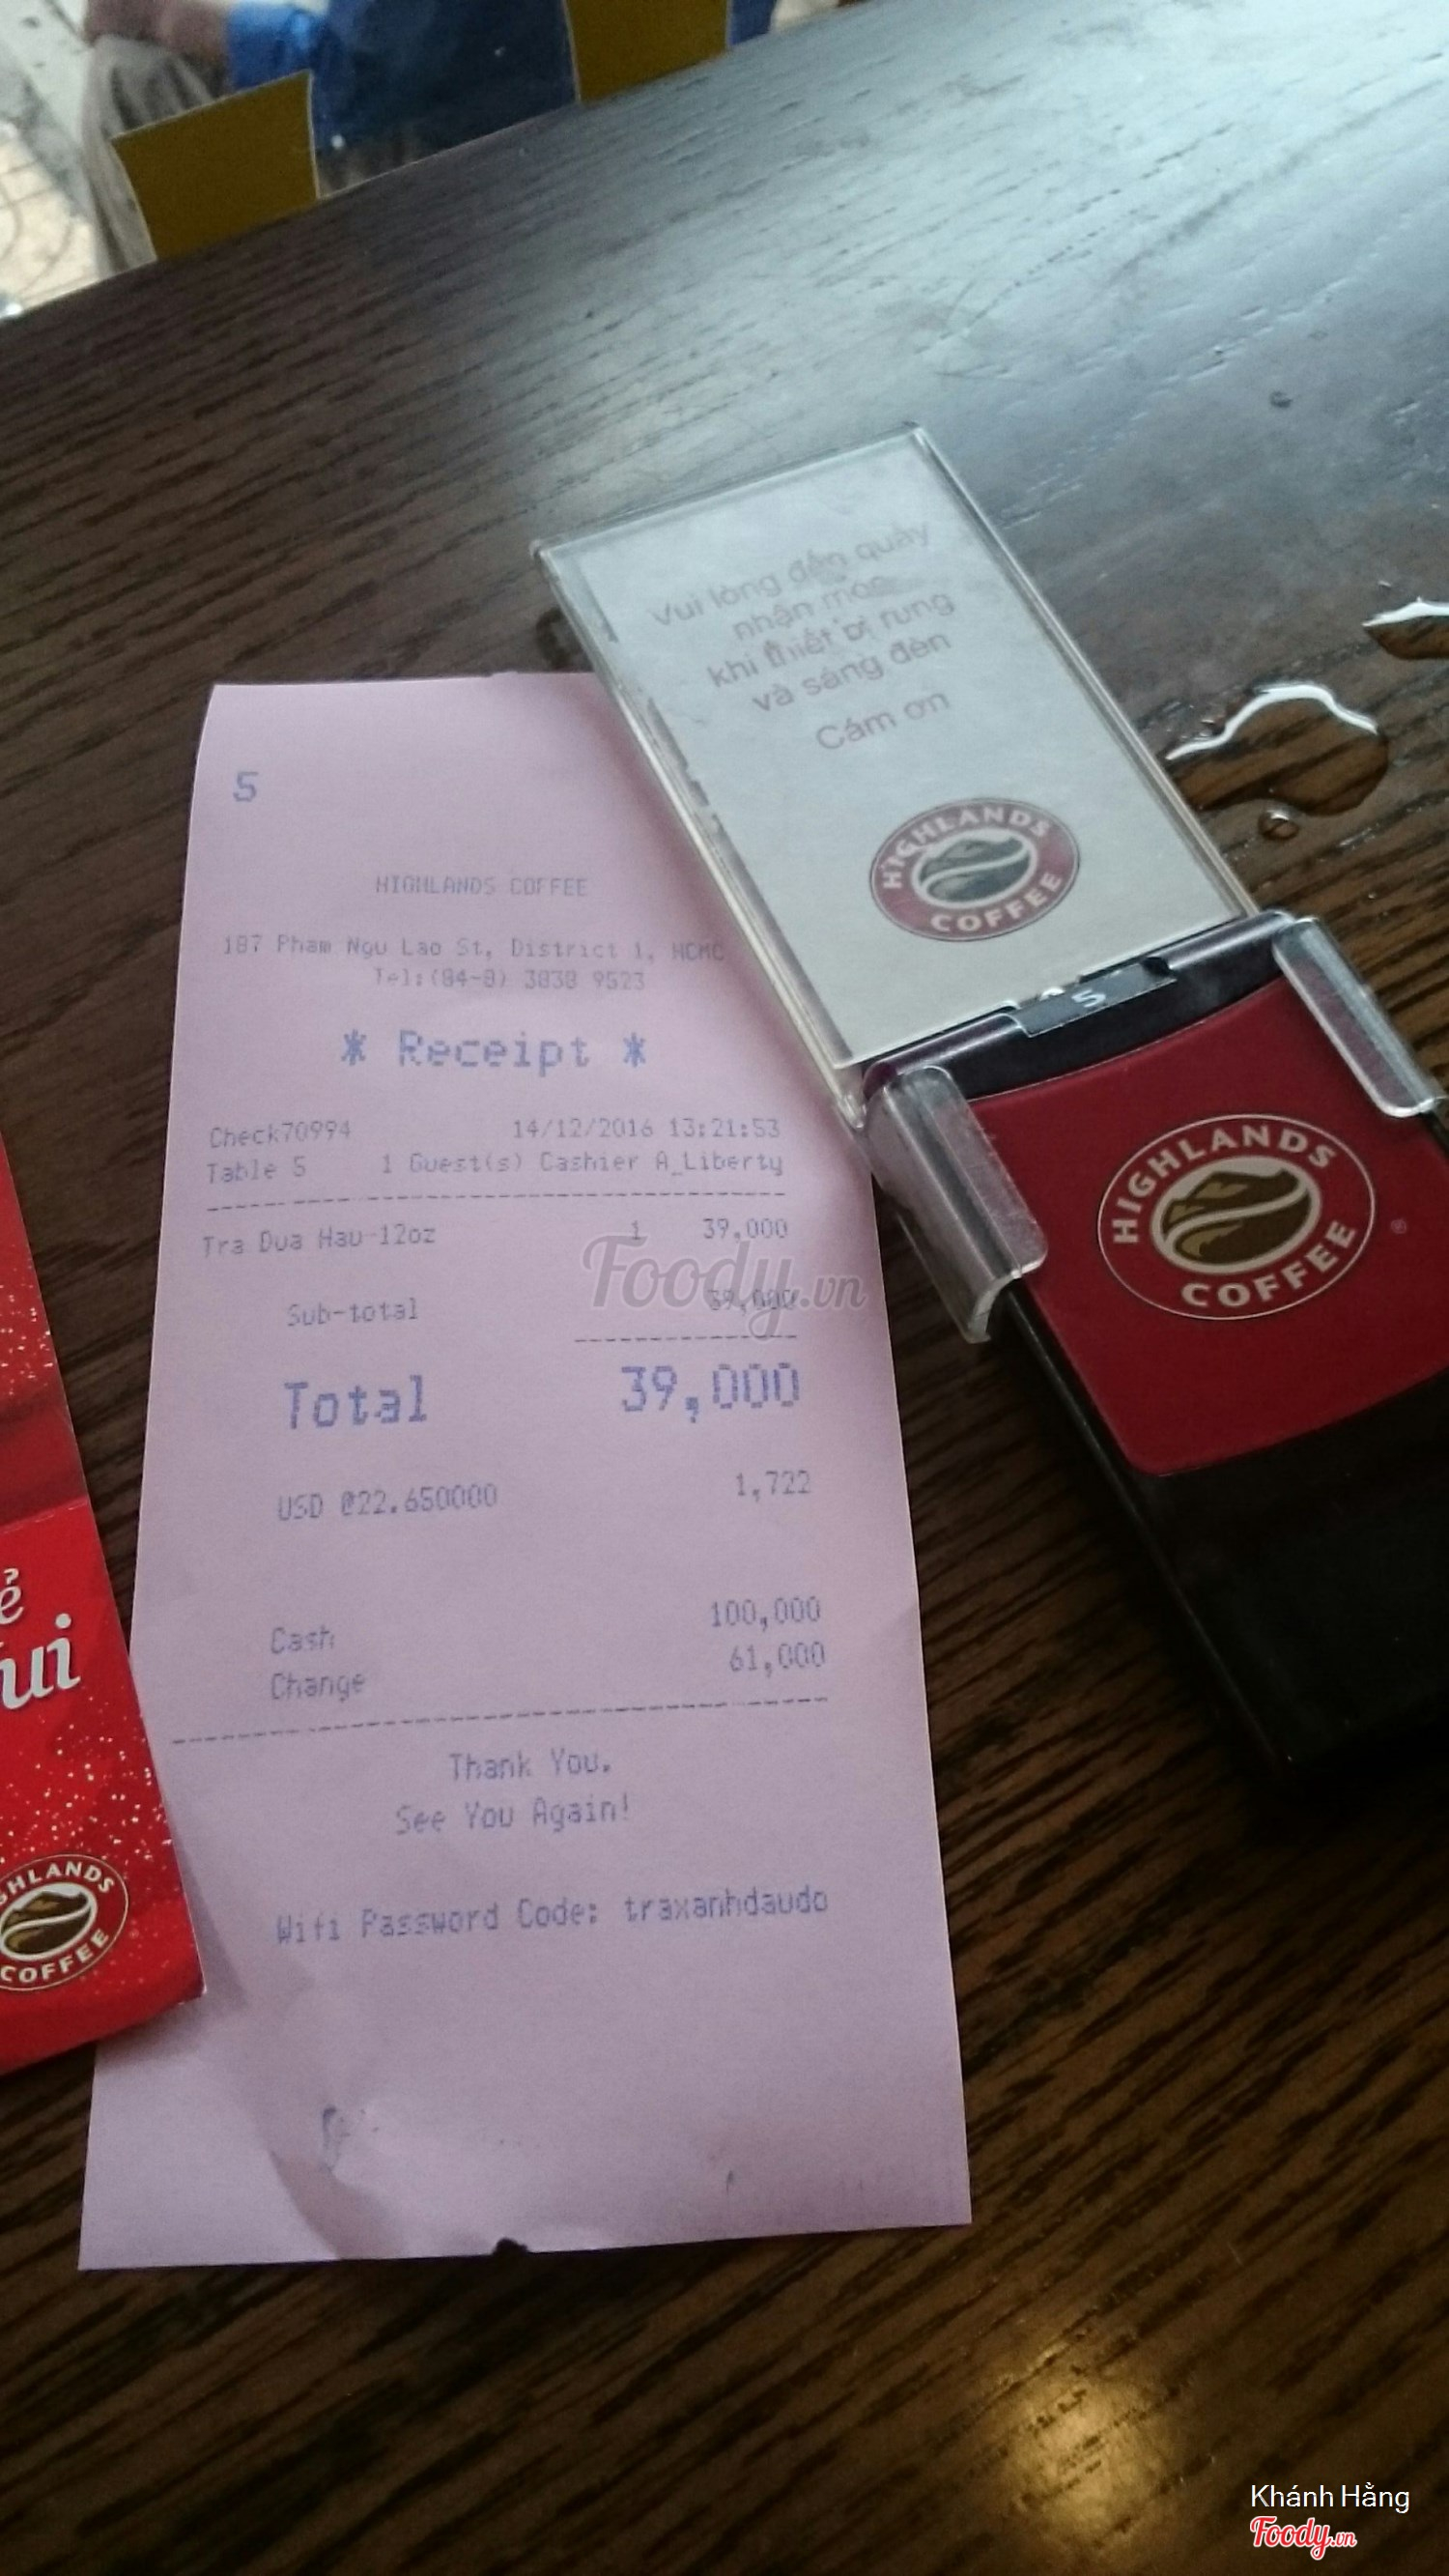 Vui lòng đến quầy
nhận món
khi thiết bị rung
và sáng đèn
Cảm ơn
HIGHLANDS
COFFEE
5
HIGHLANDS
COFFEE
®
5
HIGHLANDS COFFEE
187 Pham Ngu Lao St, District 1, HCMC
Tel:(84-8) 3838 9523
* Receipt *
Check70994 14/12/2016 13:21:53
Table 5 1 Guest(s) Cashier A_Liberty
Tra Dua Hau-12oz 1 39,000
Sub-total 39,000
Total 39,000
USD @22.650000 1,722
Cash 100,000
Change 61,000
Thank You.
See You Again!
Wifi Password Code: traxanhdaudo
Foody.vn
ẻ
ui
GHLANDS
COFFEE
Khánh Hằng
Foody.vn